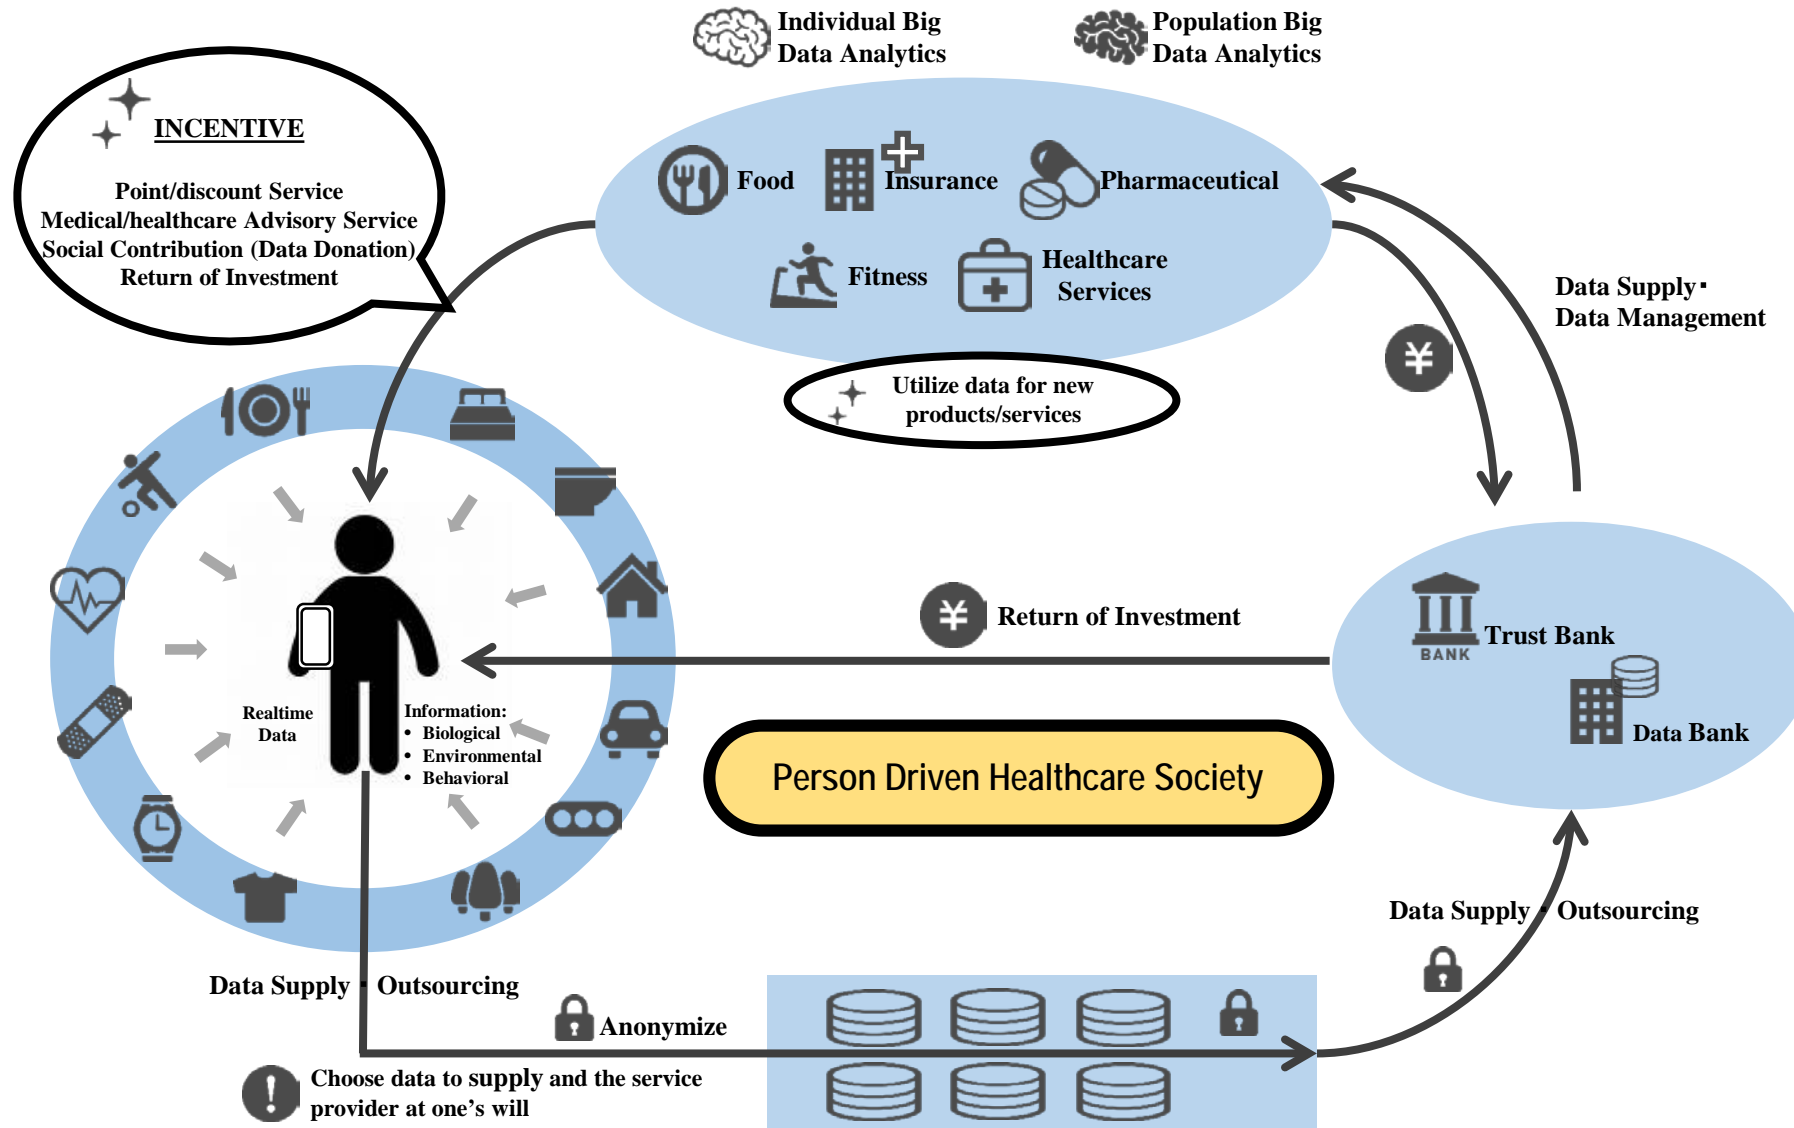 Individual Big
Data Analytics
Population Big
Data Analytics
INCENTIVE
Point/discount Service
Medical/healthcare Advisory Service
Social Contribution (Data Donation)
Return of Investment
Food
Insurance
Pharmaceutical
Fitness
Healthcare
Services
Utilize data for new
products/services
Data Supply・
Data Management
¥
¥ Return of Investment
BANK
Trust Bank
Data Bank
Realtime
Data
Information:
• Biological
• Environmental
• Behavioral
Person Driven Healthcare Society
Data Supply・Outsourcing
Data Supply・Outsourcing
Anonymize
! Choose data to supply and the service
provider at one's will